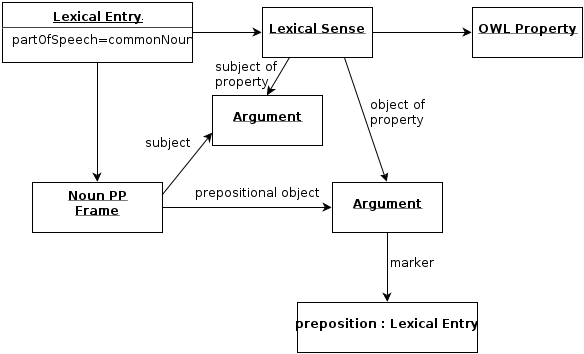 Lexical Entry.
partOfSpeech=commonNoun
Lexical Sense
OWL Property
subject of
property
Argument
object of
property
subject
Noun PP
Frame
prepositional object
Argument
marker
preposition : Lexical Entry